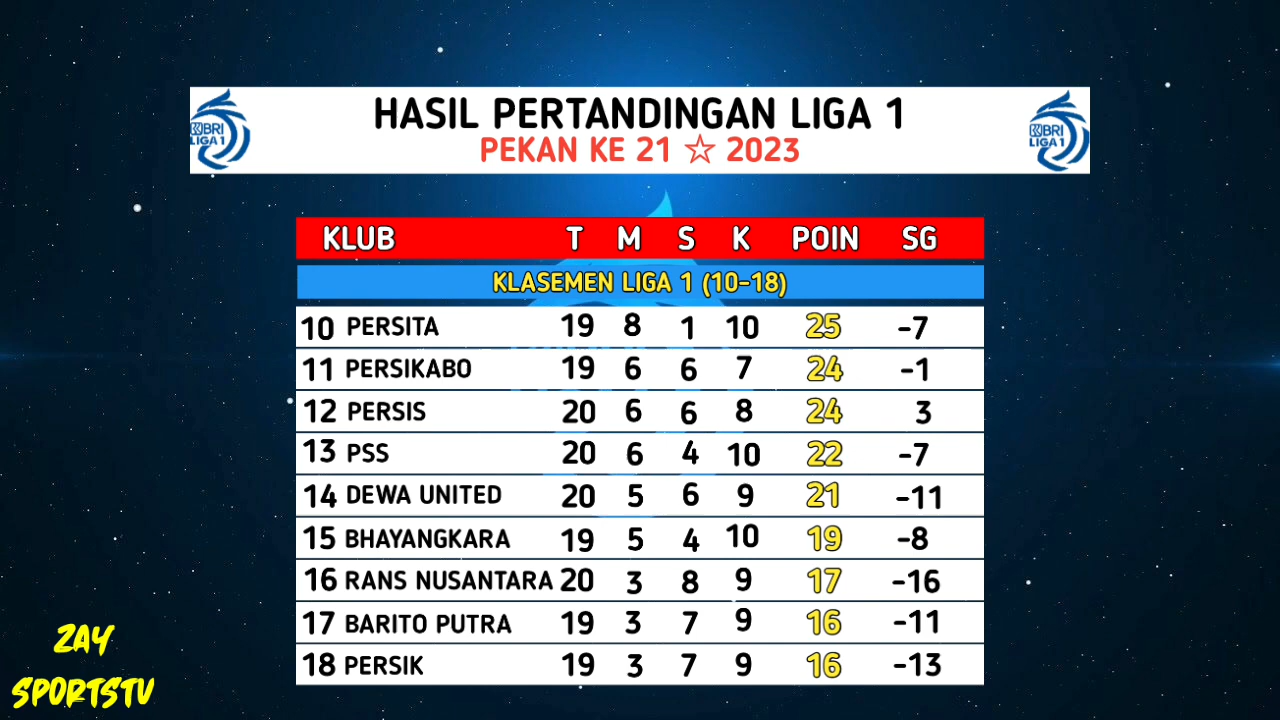 HASIL PERTANDINGAN LIGA 1
PEKAN KE 21 ☆ 2023
BRI
LIGA 1
BRI
LIGA 1
KLUB T M S K POIN SG
KLASEMEN LIGA 1 (10-18)
10 PERSITA 19 8 1 10 25 -7
11 PERSIKABO 19 6 6 7 24 -1
12 PERSIS 20 6 6 8 24 3
13 PSS 20 6 4 10 22 -7
14 DEWA UNITED 20 5 6 9 21 -11
15 BHAYANGKARA 19 5 4 10 19 -8
16 RANS NUSANTARA 20 3 8 9 17 -16
17 BARITO PUTRA 19 3 7 9 16 -11
18 PERSIK 19 3 7 9 16 -13
ZAY
SPORTSTV